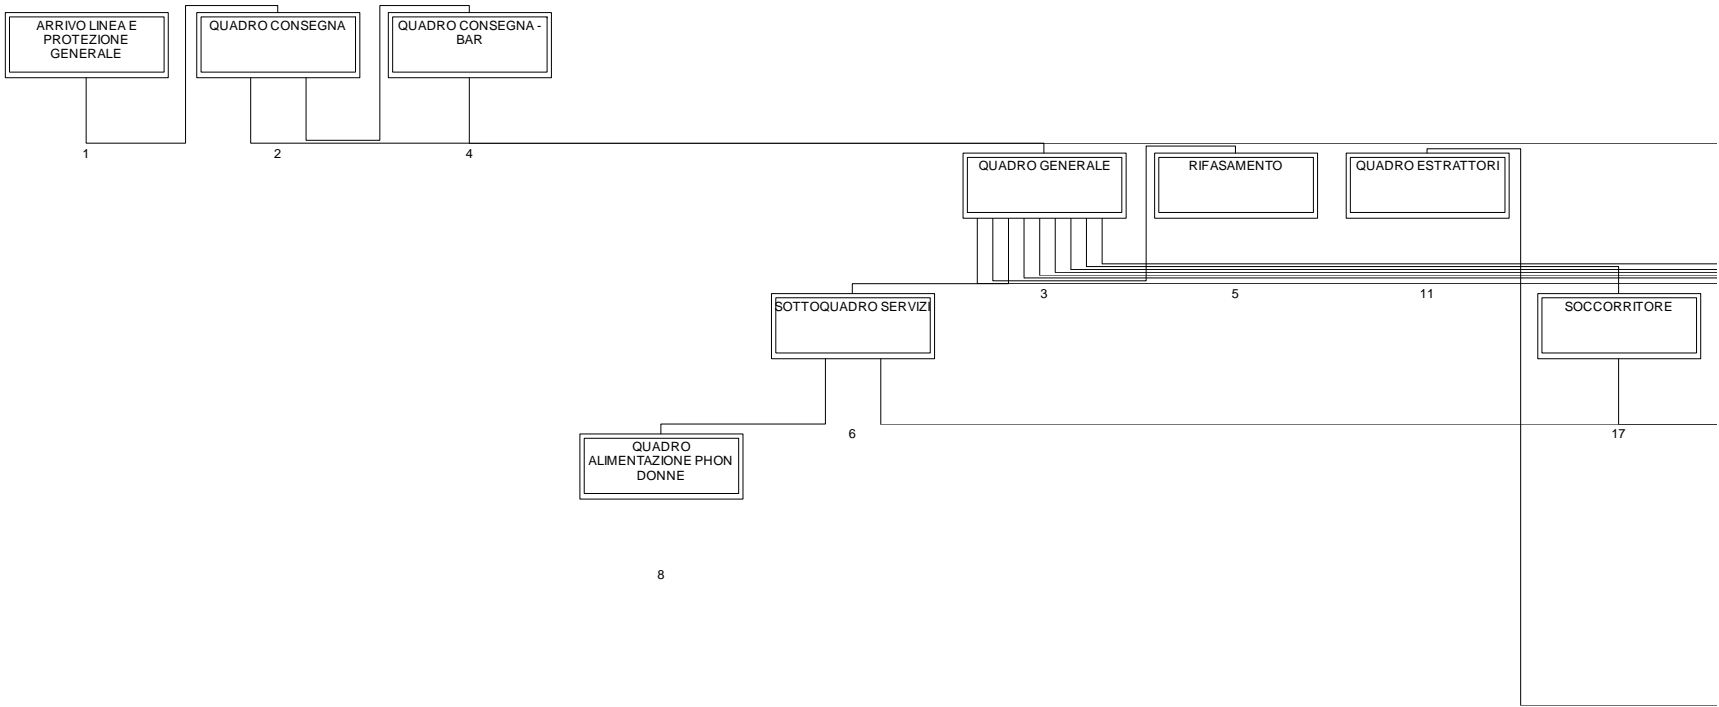 ARRIVO LINEA E
PROTEZIONE
GENERALE
QUADRO CONSEGNA
QUADRO CONSEGNA -
BAR
1
2
4
QUADRO GENERALE
RIFASAMENTO
QUADRO ESTRATTORI
3
5
11
SOTTOQUADRO SERVIZI
SOCCORRITORE
6
17
QUADRO
ALIMENTAZIONE PHON
DONNE
8